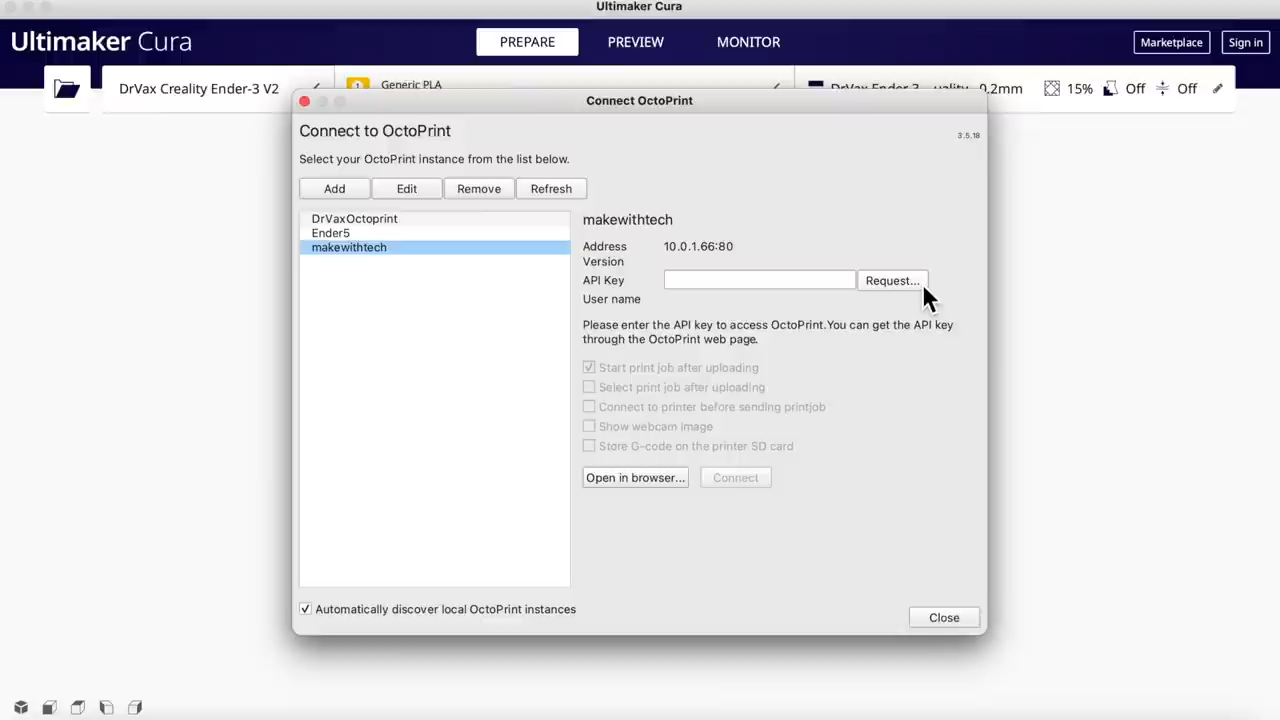 Ultimaker Cura
Ultimaker Cura
PREPARE
PREVIEW
MONITOR
Marketplace
Sign in
DrVax Creality Ender-3 V2
Generic PLA
DrVax Ender 3
0.2mm
15%
Off
Off
Connect OctoPrint
Connect to OctoPrint
3.5.18
Select your OctoPrint instance from the list below.
Add
Edit
Remove
Refresh
DrVaxOctoprint
Ender5
makewithtech
makewithtech
Address 10.0.1.66:80
Version
API Key
Request...
User name
Please enter the API key to access OctoPrint.You can get the API key
through the OctoPrint web page.
Start print job after uploading
Select print job after uploading
Connect to printer before sending printjob
Show webcam image
Store G-code on the printer SD card
Open in browser...
Connect
Automatically discover local OctoPrint instances
Close